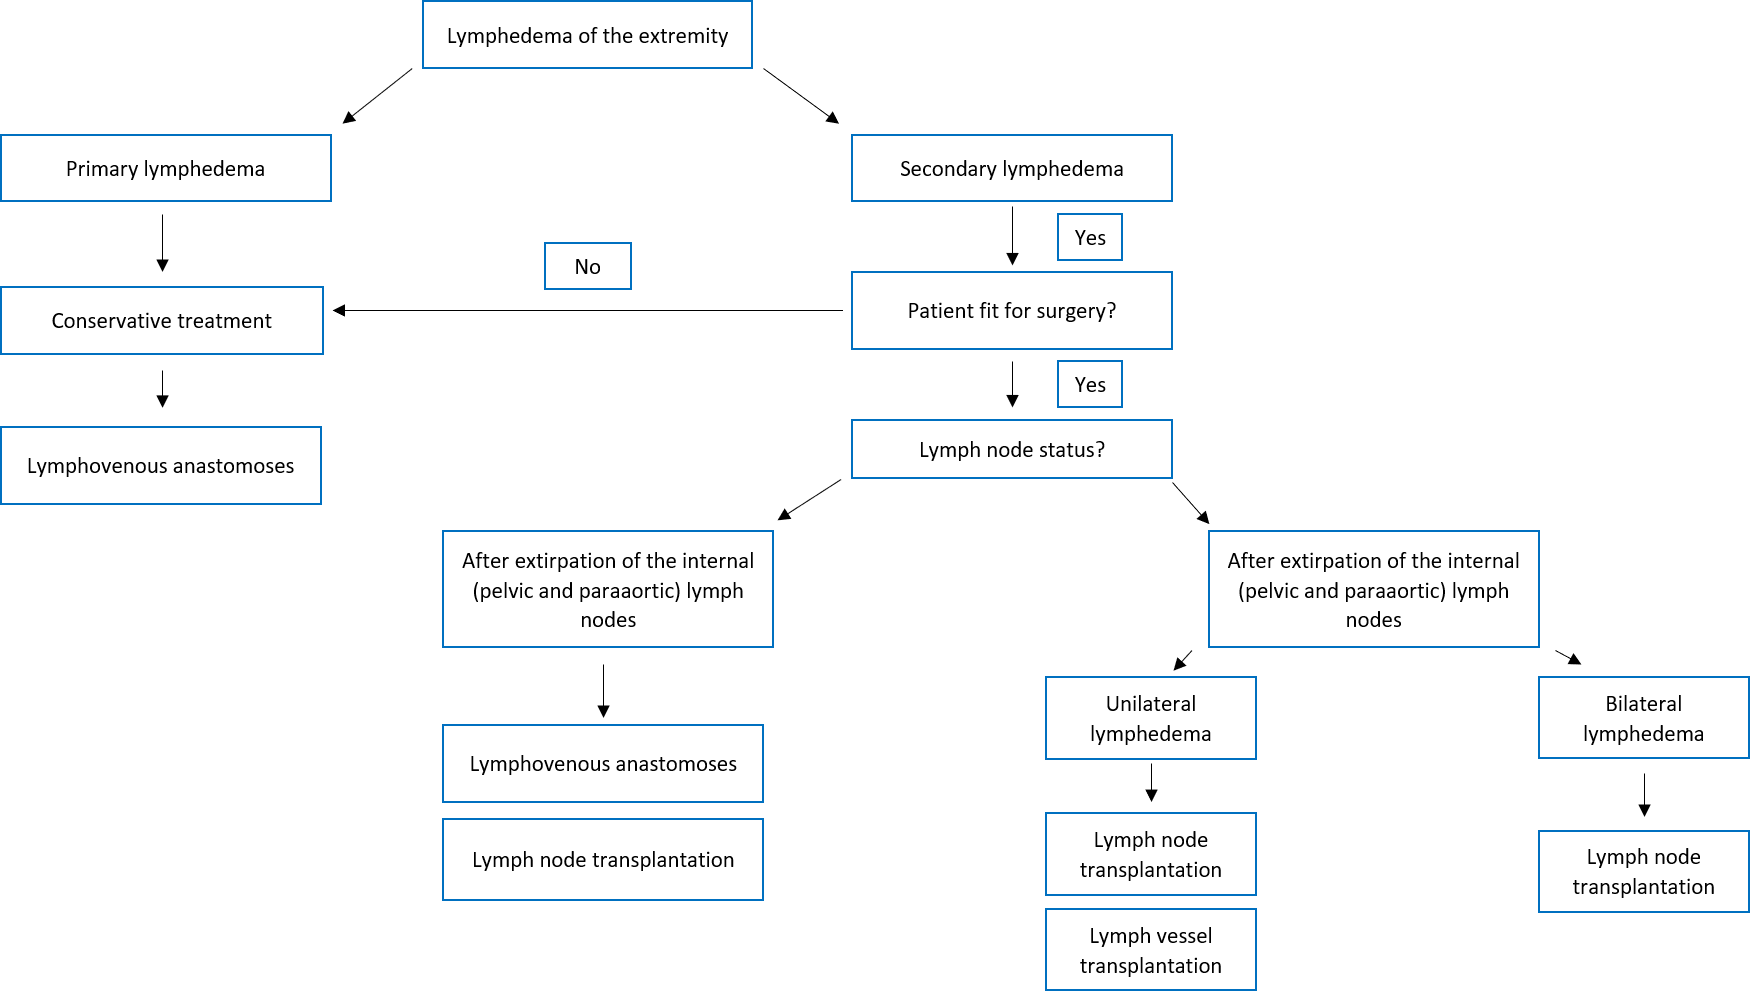 Lymphedema of the extremity
Primary lymphedema
Secondary lymphedema
Yes
No
Conservative treatment
Patient fit for surgery?
Yes
Lymphovenous anastomoses
Lymph node status?
After extirpation of the internal
(pelvic and paraaortic) lymph
nodes
After extirpation of the internal
(pelvic and paraaortic) lymph
nodes
Unilateral
lymphedema
Bilateral
lymphedema
Lymphovenous anastomoses
Lymph node transplantation
Lymph node
transplantation
Lymph vessel
transplantation
Lymph node
transplantation